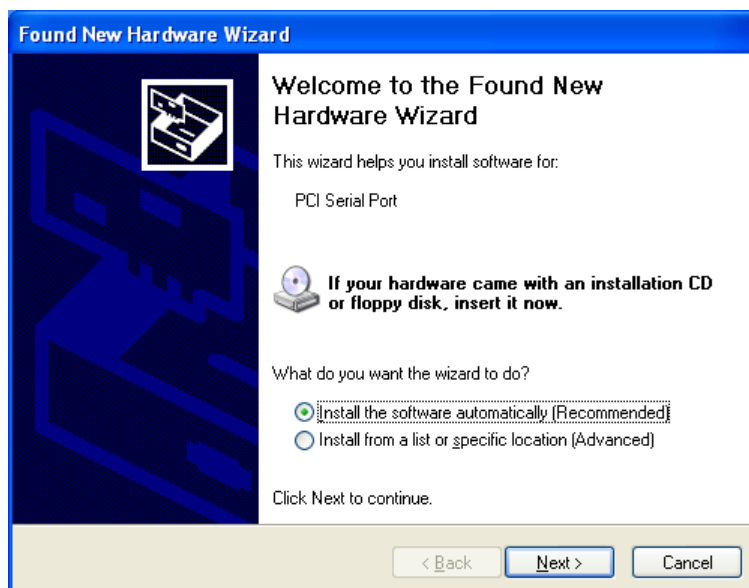 Found New Hardware Wizard
Welcome to the Found New
Hardware Wizard
This wizard helps you install software for:
PCI Serial Port
If your hardware came with an installation CD
or floppy disk, insert it now.
What do you want the wizard to do?
Install the software automatically (Recommended)
Install from a list or specific location (Advanced)
Click Next to continue.
< Back Next > Cancel